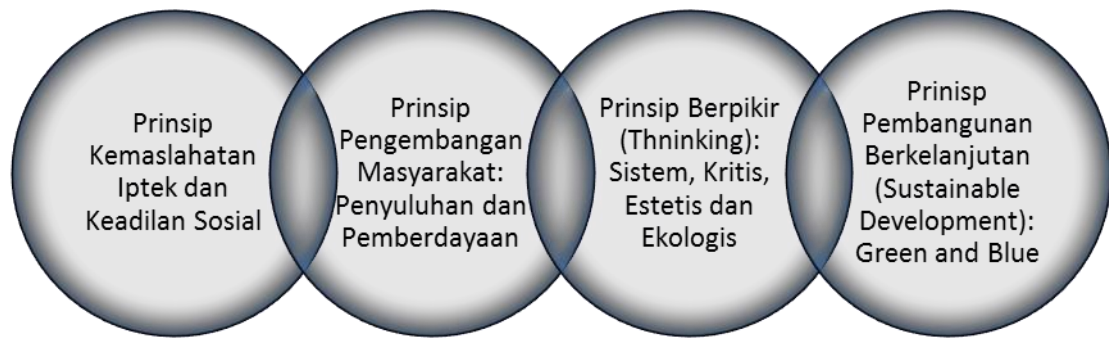 Prinsip
Kemaslahatan
Iptek dan
Keadilan Sosial
Prinsip
Pengembangan
Masyarakat:
Penyuluhan dan
Pemberdayaan
Prinsip Berpikir
(Thninking):
Sistem, Kritis,
Estetis dan
Ekologis
Prinisp
Pembangunan
Berkelanjutan
(Sustainable
Development):
Green and Blue